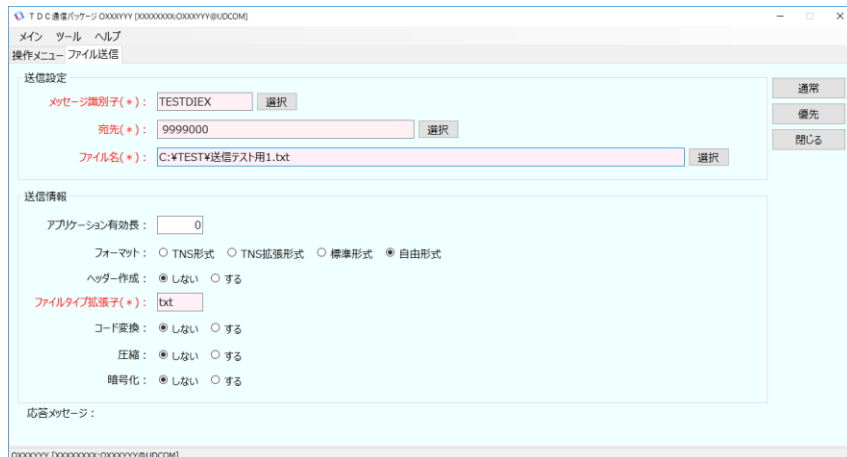 TDC通信パッケージ OXXXYYY [XXXXXXXX:OXXXYYY@UDCOM]
メイン ツール ヘルプ
操作メニュー ファイル送信
送信設定
メッセージ識別子(*): TESTDIEX 選択
宛先(*): 9999000 選択
ファイル名(*): C:¥TEST¥送信テスト用1.txt 選択
通常
優先
閉じる
送信情報
アプリケーション有効長: 0
フォーマット: TNS形式 TNS拡張形式 標準形式 自由形式
ヘッダー作成: しない する
ファイルタイプ拡張子(*): txt
コード変換: しない する
圧縮: しない する
暗号化: しない する
応答メッセージ:
OXXXYYY [XXXXXXXX:OXXXYYY@UDCOM]